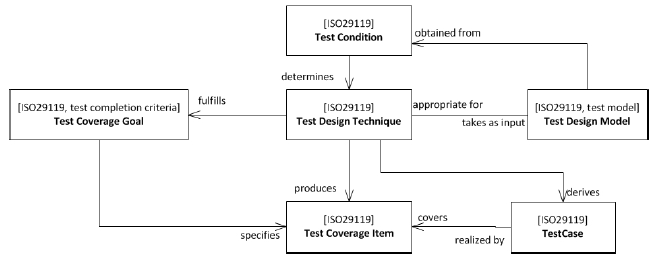 [ISO29119]
Test Condition
obtained from
determines
[ISO29119, test completion criteria]
Test Coverage Goal
fulfills
[ISO29119]
Test Design Technique
appropriate for
takes as input
[ISO29119, test model]
Test Design Model
produces
derives
specifies
[ISO29119]
Test Coverage Item
covers
realized by
[ISO29119]
TestCase